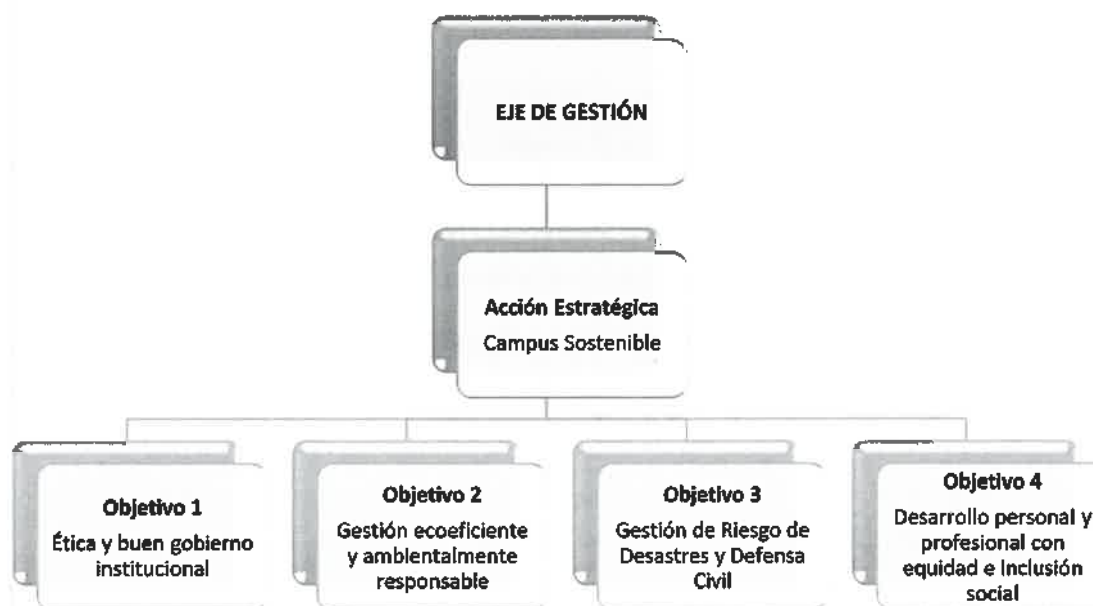 EJE DE GESTIÓN
Acción Estratégica
Campus Sostenible
Objetivo 1
Ética y buen gobierno
institucional
Objetivo 2
Gestión ecoeficiente
y ambientalmente
responsable
Objetivo 3
Gestión de Riesgo de
Desastres y Defensa
Civil
Objetivo 4
Desarrollo personal y
profesional con
equidad e Inclusión
social